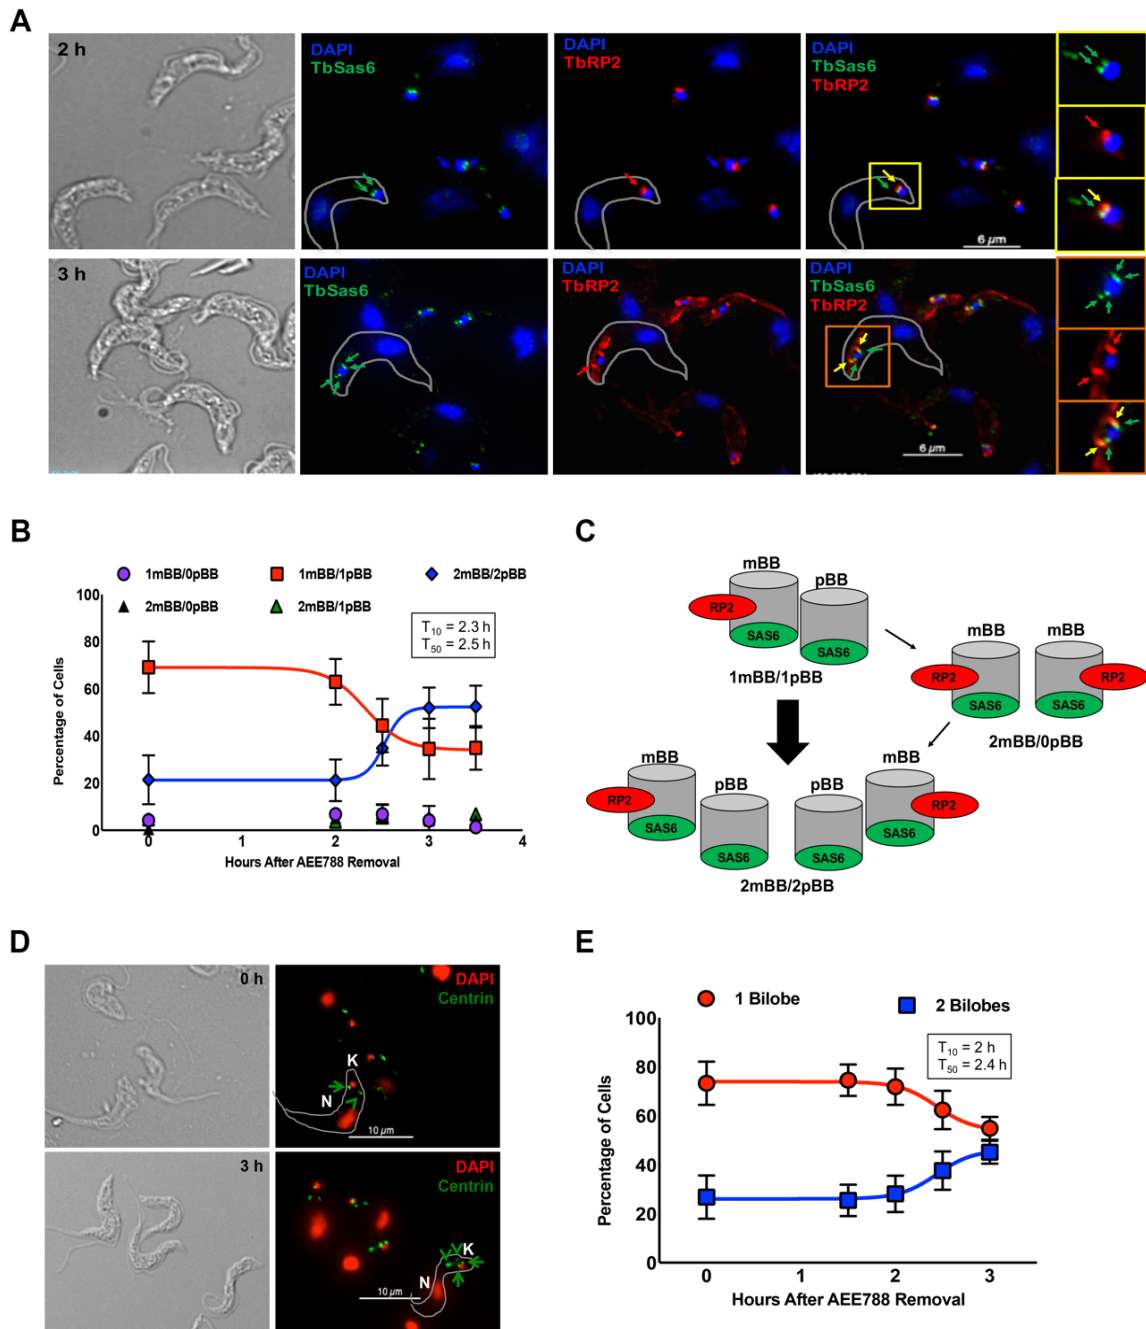 A
2 h
DAPI
TbSas6
DAPI
TbRP2
DAPI
TbSas6
TbRP2
6 µm
3 h
DAPI
TbSas6
DAPI
TbRP2
DAPI
TbSas6
TbRP2
6 µm
B
1mBB/0pBB
1mBB/1pBB
2mBB/2pBB
2mBB/0pBB
2mBB/1pBB
T10 = 2.3 h
T50 = 2.5 h
Percentage of Cells
100
80
60
40
20
0
0 1 2 3 4
Hours After AEE788 Removal
C
mBB
pBB
RP2
SAS6
SAS6
1mBB/1pBB
mBB
mBB
RP2
RP2
SAS6
SAS6
2mBB/0pBB
mBB
pBB
pBB
mBB
RP2
RP2
SAS6
SAS6
SAS6
SAS6
2mBB/2pBB
D
0 h
DAPI
Centrin
K
N
10 µm
3 h
DAPI
Centrin
K
N
10 µm
E
1 Bilobe
2 Bilobes
T10 = 2 h
T50 = 2.4 h
Percentage of Cells
100
80
60
40
20
0
0 1 2 3
Hours After AEE788 Removal